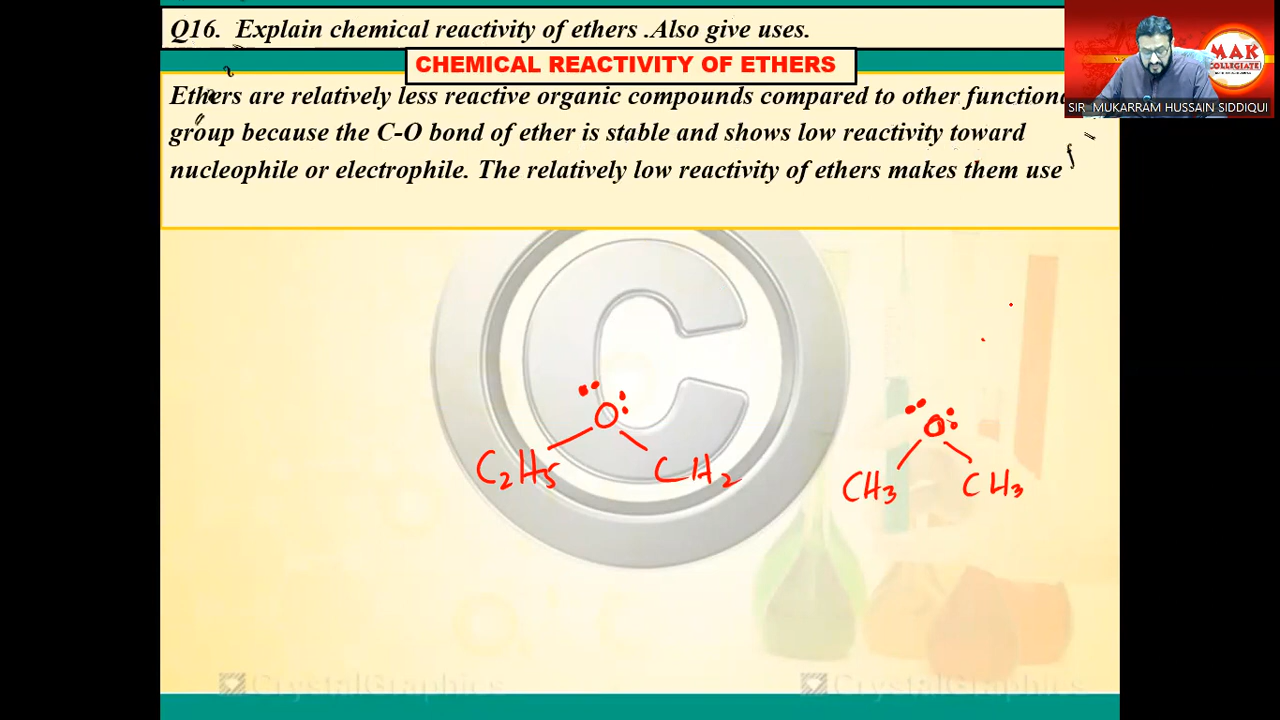 Q16. Explain chemical reactivity of ethers .Also give uses.
MAK
COLLEGIATE
CHEMICAL REACTIVITY OF ETHERS
SIR MUKARRAM HUSSAIN SIDDIQUI
Ethers are relatively less reactive organic compounds compared to other functiona
group because the C-O bond of ether is stable and shows low reactivity toward
nucleophile or electrophile. The relatively low reactivity of ethers makes them use
C
O
C2H5 CH2
O
CH3 CH3
CrystalGraphics CrystalGraphics